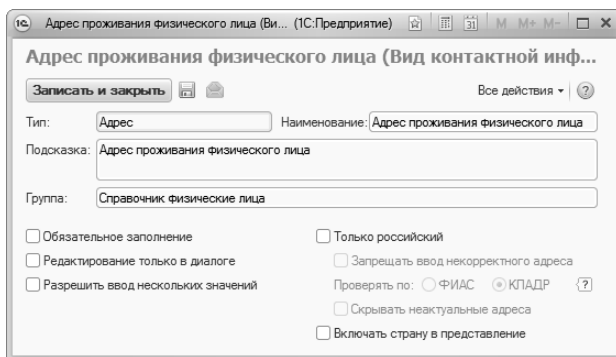 1С Адрес проживания физического лица (Ви... (1С:Предприятие) 31 M M+ M-
Адрес проживания физического лица (Вид контактной инф...
Записать и закрыть Все действия ?
Тип: Адрес Наименование: Адрес проживания физического лица
Подсказка: Адрес проживания физического лица
Группа: Справочник физические лица
Обязательное заполнение Только российский
Редактирование только в диалоге Запрещать ввод некорректного адреса
Разрешить ввод нескольких значений Проверять по: ФИАС КЛАДР ?
Скрывать неактуальные адреса
Включать страну в представление